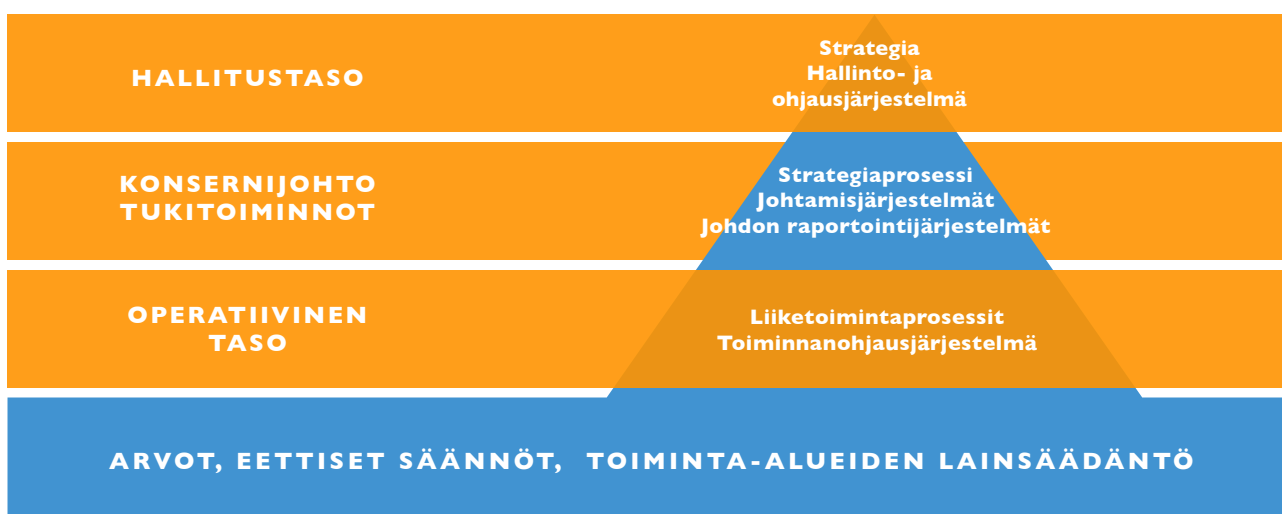 HALLITUSTASO
Strategia
Hallinto- ja
ohjausjärjestelmä
KONSERNIJOHTO
TUKITOIMINNOT
Strategiaprosessi
Johtamisjärjestelmät
Johdon raportointijärjestelmät
OPERATIIVINEN
TASO
Liiketoimintaprosessit
Toiminnanohjausjärjestelmä
ARVOT, EETTISET SÄÄNNÖT, TOIMINTA-ALUEIDEN LAINSÄÄDÄNTÖ